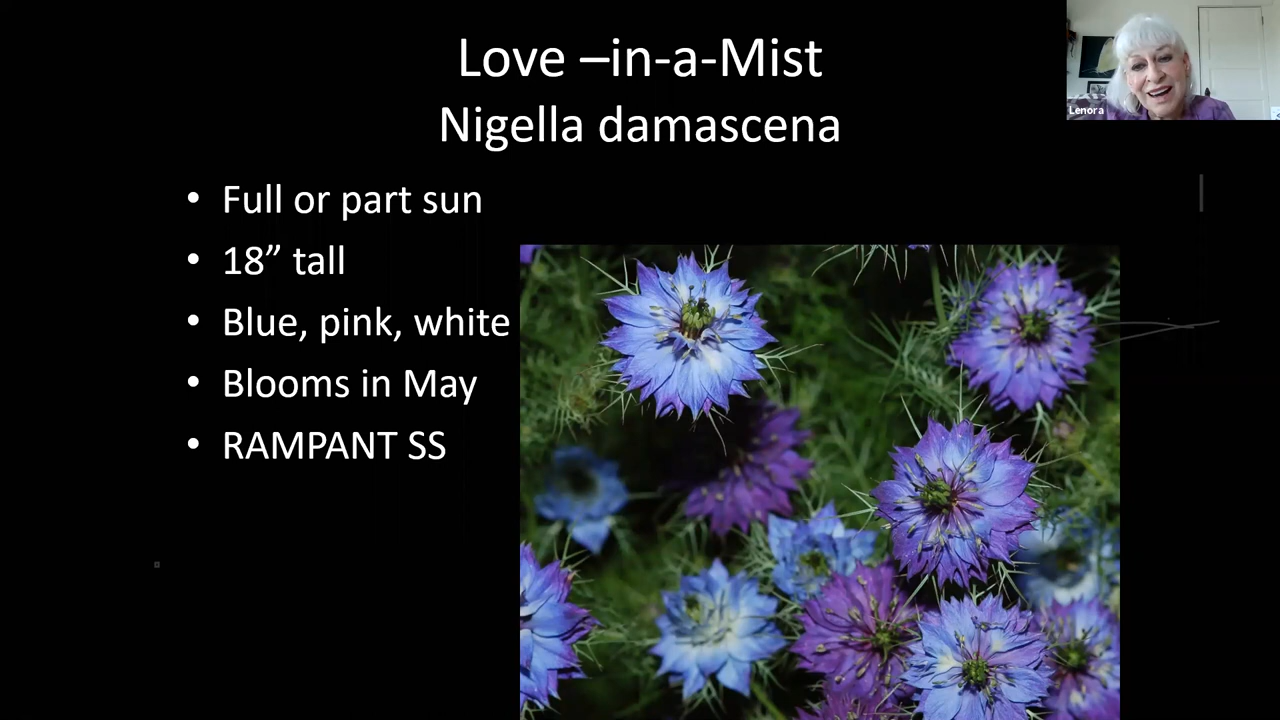 Love –in-a-Mist
Nigella damascena
Lenora
• Full or part sun
• 18” tall
• Blue, pink, white
• Blooms in May
• RAMPANT SS